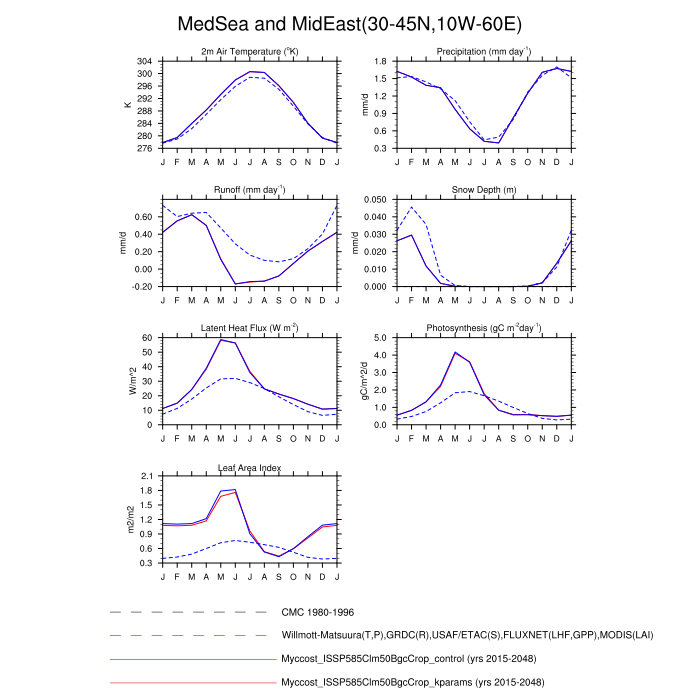 MedSea and MidEast(30-45N,10W-60E)
2m Air Temperature (°K)
Precipitation (mm day⁻¹)
304
300
296
292
288
284
280
276
K
J F M A M J J A S O N D J
1.8
1.5
1.2
0.9
0.6
0.3
mm/d
J F M A M J J A S O N D J
Runoff (mm day⁻¹)
Snow Depth (m)
0.60
0.40
0.20
0.00
-0.20
mm/d
J F M A M J J A S O N D J
0.050
0.040
0.030
0.020
0.010
0.000
mm/d
J F M A M J J A S O N D J
Latent Heat Flux (W m⁻²)
Photosynthesis (gC m⁻²day⁻¹)
60
50
40
30
20
10
0
W/m^2
J F M A M J J A S O N D J
5.0
4.0
3.0
2.0
1.0
0.0
gC/m^2/d
J F M A M J J A S O N D J
Leaf Area Index
2.1
1.8
1.5
1.2
0.9
0.6
0.3
m2/m2
J F M A M J J A S O N D J
CMC 1980-1996
Willmott-Matsuura(T,P),GRDC(R),USAF/ETAC(S),FLUXNET(LHF,GPP),MODIS(LAI)
Myccost_ISSP585Clm50BgcCrop_control (yrs 2015-2048)
Myccost_ISSP585Clm50BgcCrop_kparams (yrs 2015-2048)